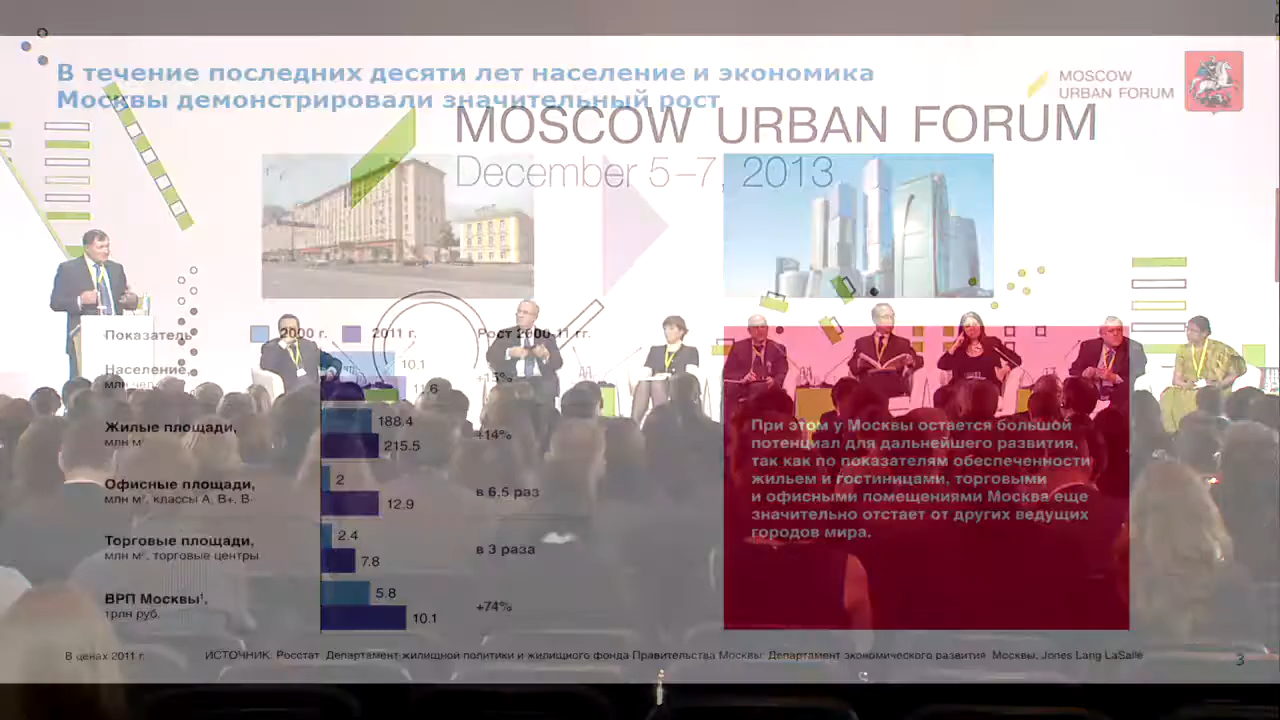 В течение последних десяти лет население и экономика
Москвы демонстрировали значительный рост
MOSCOW
URBAN FORUM
MOSCOW URBAN FORUM
December 5–7, 2013
Показатель
2000 г.
2011 г.
Рост 2000-11 гг.
Население,
млн чел.
10.1
11.6
+15%
Жилые площади,
млн м²
188.4
215.5
+14%
Офисные площади,
млн м², классы А, В+, В-
2
12.9
в 6,5 раз
Торговые площади,
млн м², торговые центры
2.4
7.8
в 3 раза
ВРП Москвы¹,
трлн руб.
5.8
10.1
+74%
При этом у Москвы остается большой
потенциал для дальнейшего развития,
так как по показателям обеспеченности
жильем и гостиницами, торговыми
и офисными помещениями Москва еще
значительно отстает от других ведущих
городов мира.
В ценах 2011 г.
ИСТОЧНИК: Росстат, Департамент жилищной политики и жилищного фонда Правительства Москвы; Департамент экономического развития Москвы, Jones Lang LaSalle
3